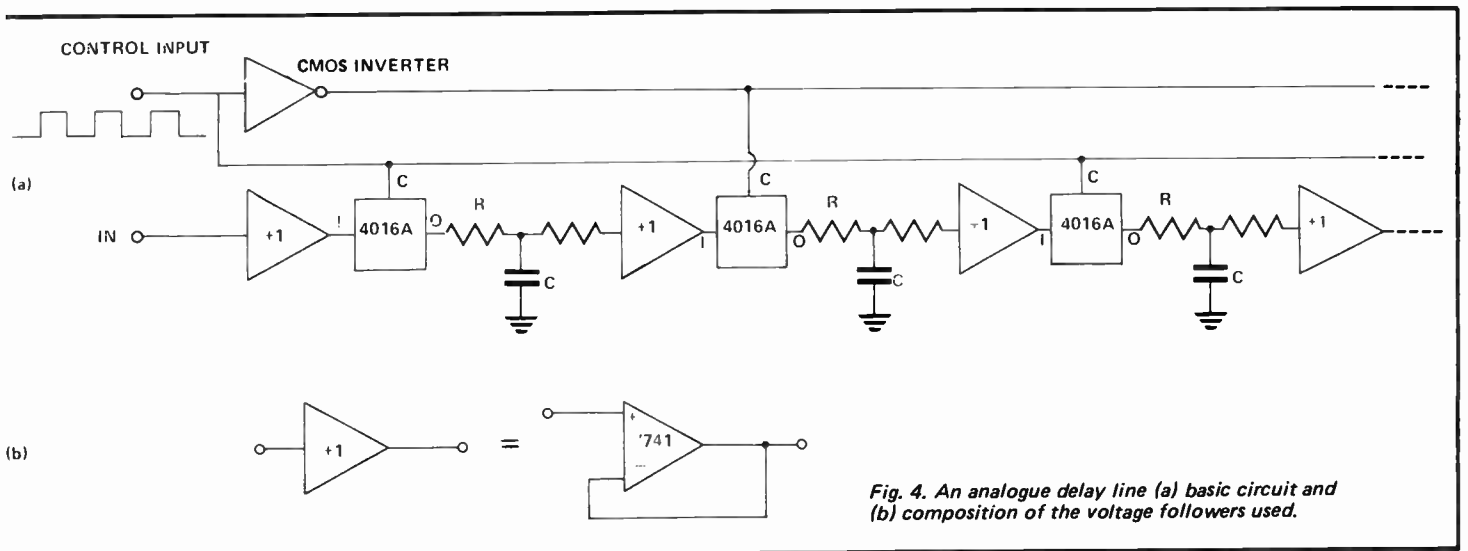 CONTROL INPUT
CMOS INVERTER
(a)
C
C
C
IN
+1
I
4016A
O
R
C
+1
I
4016A
O
R
C
+1
I
4016A
O
R
C
+1
(b)
+1
=
+
'741
−
Fig. 4. An analogue delay line (a) basic circuit and
(b) composition of the voltage followers used.